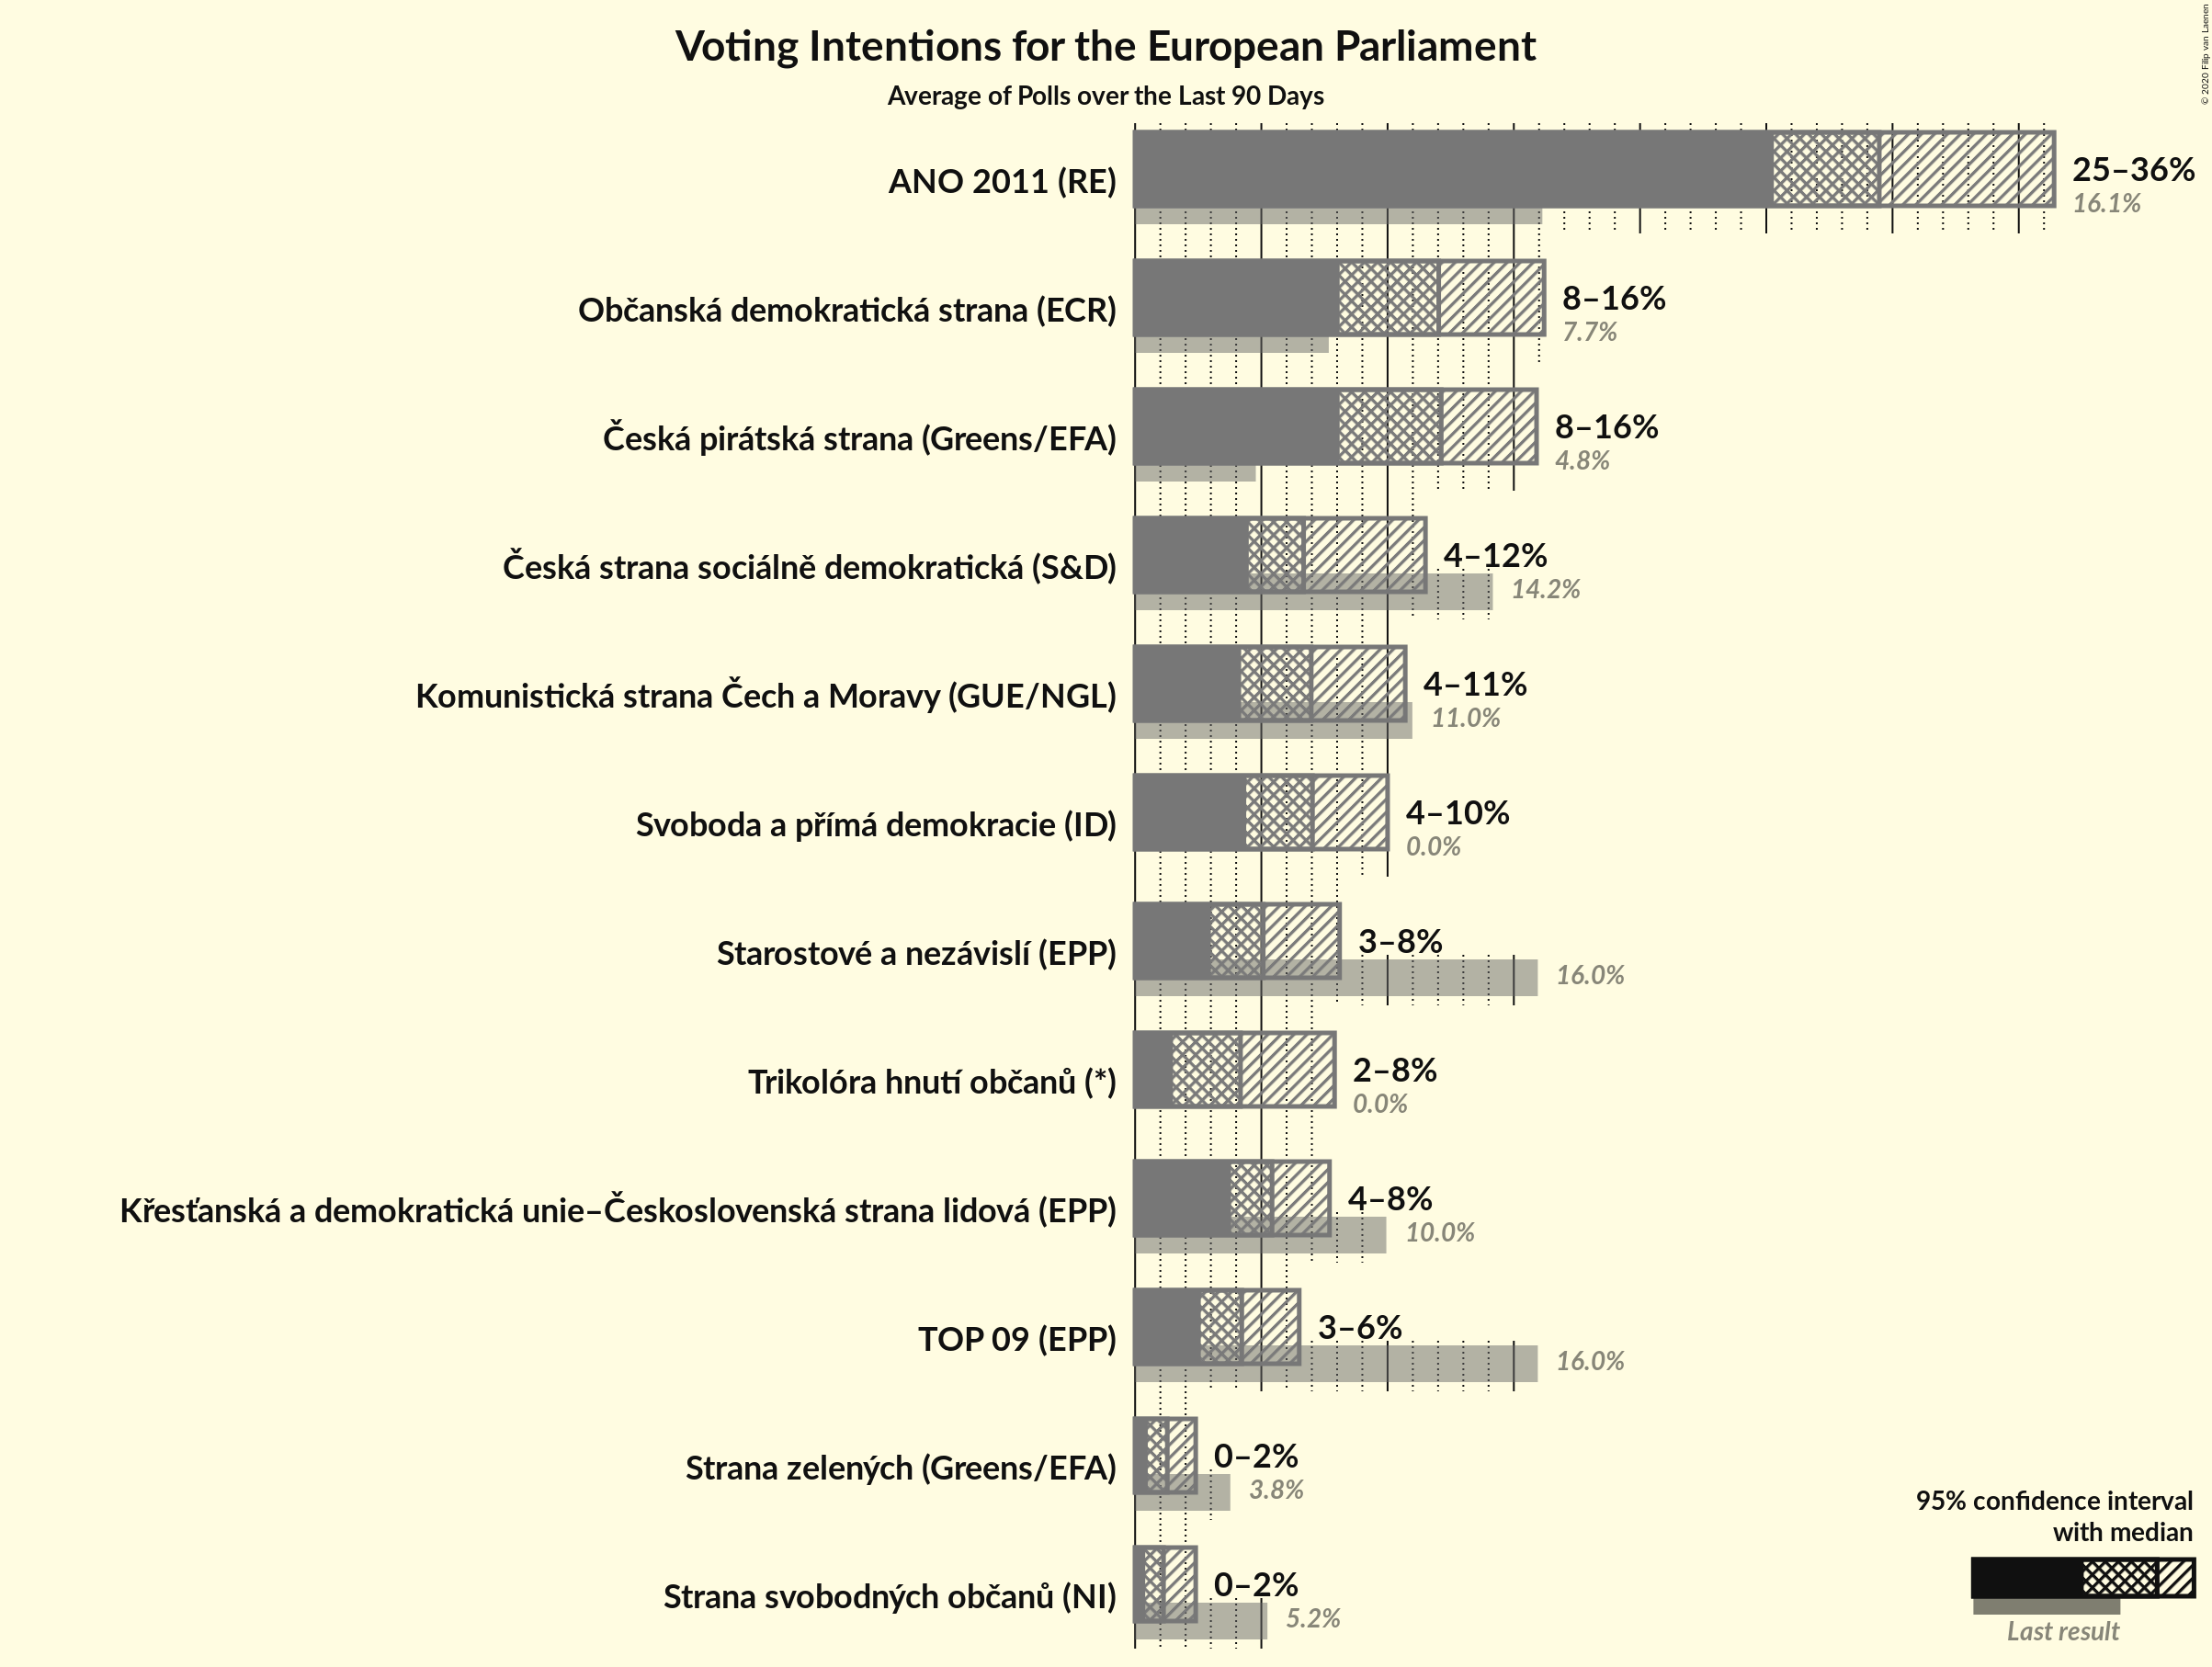 Voting Intentions for the European Parliament
Average of Polls over the Last 90 Days
© 2020 Filip van Laenen
ANO 2011 (RE)
25–36%
16.1%
Občanská demokratická strana (ECR)
8–16%
7.7%
Česká pirátská strana (Greens/EFA)
8–16%
4.8%
Česká strana sociálně demokratická (S&D)
4–12%
14.2%
Komunistická strana Čech a Moravy (GUE/NGL)
4–11%
11.0%
Svoboda a přímá demokracie (ID)
4–10%
0.0%
Starostové a nezávislí (EPP)
3–8%
16.0%
Trikolóra hnutí občanů (*)
2–8%
0.0%
Křesťanská a demokratická unie–Československá strana lidová (EPP)
4–8%
10.0%
TOP 09 (EPP)
3–6%
16.0%
Strana zelených (Greens/EFA)
0–2%
3.8%
Strana svobodných občanů (NI)
0–2%
5.2%
95% confidence interval
with median
Last result